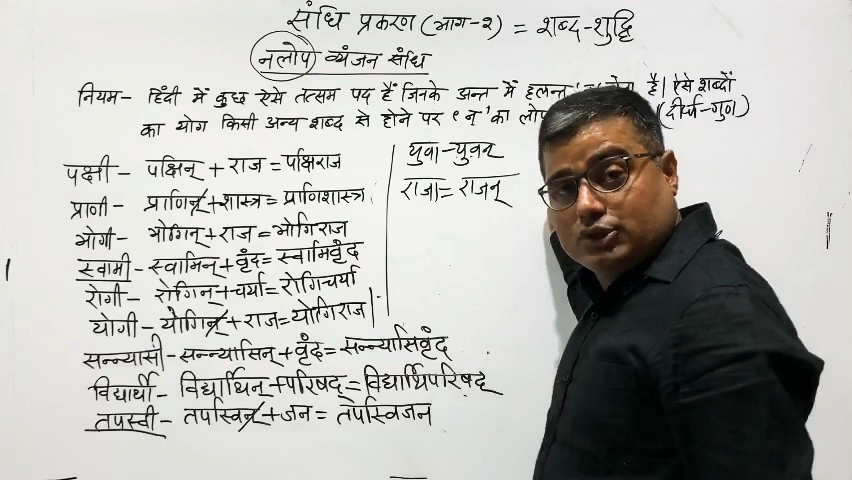 संधि प्रकरण (भाग-२) = शब्द-शुद्धि
नलोप व्यंजन संधि
नियम- हिंदी में कुछ ऐसे तत्सम पद हैं जिनके अन्त में हलन्त है। ऐसे शब्दों
का योग किसी अन्य शब्द से होने पर 'न्' का लोप (दीर्घ-गुण)
पक्षी- पक्षिन् + राज = पक्षिराज
प्राणी- प्राणिन् + शास्त्र = प्राणिशास्त्र
भोगी- भोगिन् + राज = भोगिराज
स्वामी- स्वामिन् + वृंद = स्वामिवृंद
रोगी- रोगिन् + चर्या = रोगिचर्या
योगी- योगिन् + राज = योगिराज
सन्न्यासी- सन्न्यासिन् + वृंद = सन्न्यासिवृंद
विद्यार्थी- विद्यार्थिन् + परिषद् = विद्यार्थिपरिषद्
तपस्वी- तपस्विन् + जन = तपस्विजन
युवा-युवन्
राजा = राजन्